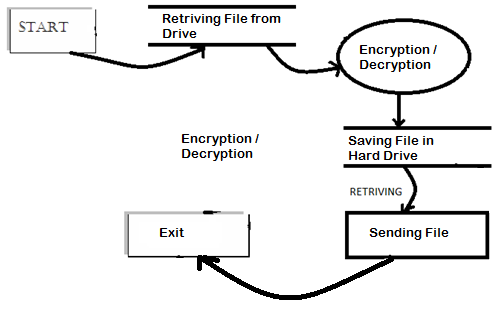 START
Retriving File from
Drive
Encryption /
Decryption
Encryption /
Decryption
Saving File in
Hard Drive
RETRIVING
Exit
Sending File